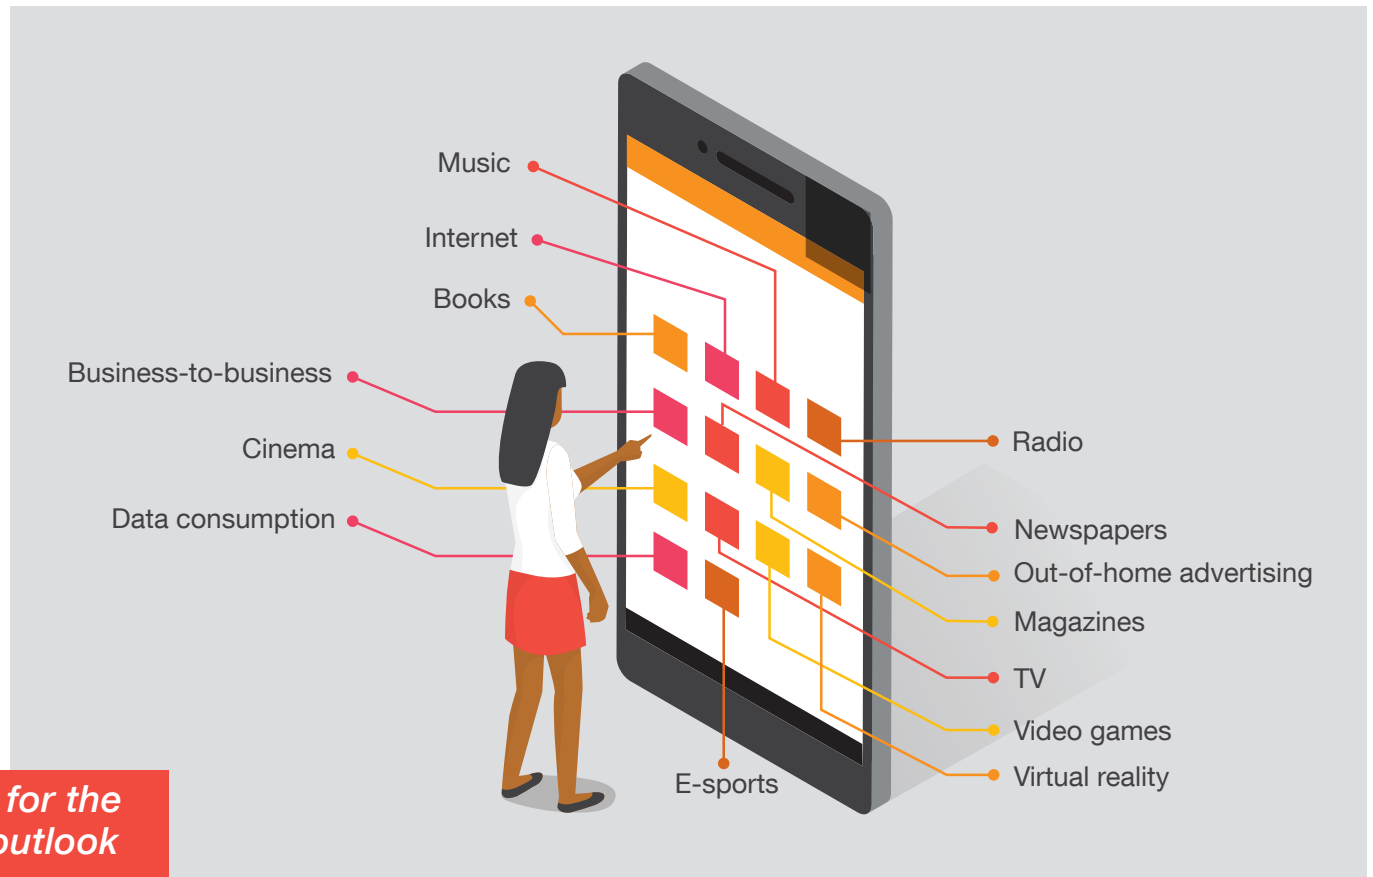 Music
Internet
Books
Business-to-business
Cinema
Data consumption
Radio
Newspapers
Out-of-home advertising
Magazines
TV
Video games
Virtual reality
E-sports
for the
outlook